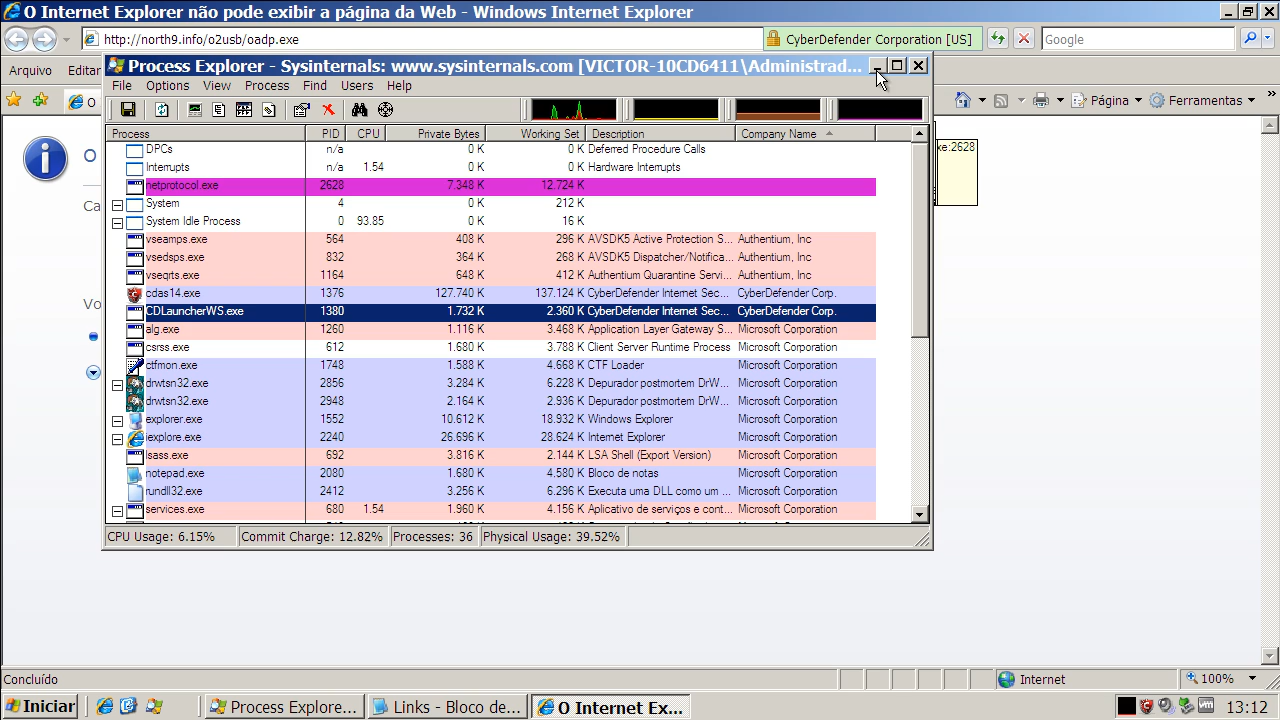 O Internet Explorer não pode exibir a página da Web - Windows Internet Explorer
http://north9.info/o2usb/oadp.exe
CyberDefender Corporation [US]
Google
Arquivo Editar
Process Explorer - Sysinternals: www.sysinternals.com [VICTOR-10CD6411\Administrad...
File Options View Process Find Users Help
O
Página Ferramentas »
Process PID CPU Private Bytes Working Set Description Company Name
DPCs n/a 0 K 0 K Deferred Procedure Calls
Interrupts n/a 1.54 0 K 0 K Hardware Interrupts
netprotocol.exe 2628 7.348 K 12.724 K
System 4 0 K 212 K
System Idle Process 0 93.85 0 K 16 K
vseamps.exe 564 408 K 296 K AVSDK5 Active Protection S... Authentium, Inc
vsedsps.exe 832 364 K 268 K AVSDK5 Dispatcher/Notifica... Authentium, Inc
vseqrts.exe 1164 648 K 412 K Authentium Quarantine Servi... Authentium, Inc
cdas14.exe 1376 127.740 K 137.124 K CyberDefender Internet Sec... CyberDefender Corp.
CDLauncherWS.exe 1380 1.732 K 2.360 K CyberDefender Internet Sec... CyberDefender Corp.
alg.exe 1260 1.116 K 3.468 K Application Layer Gateway S... Microsoft Corporation
csrss.exe 612 1.680 K 3.788 K Client Server Runtime Process Microsoft Corporation
ctfmon.exe 1748 1.588 K 4.668 K CTF Loader Microsoft Corporation
drwtsn32.exe 2856 3.284 K 6.228 K Depurador postmortem DrW... Microsoft Corporation
drwtsn32.exe 2948 2.164 K 2.936 K Depurador postmortem DrW... Microsoft Corporation
explorer.exe 1552 10.612 K 18.932 K Windows Explorer Microsoft Corporation
iexplore.exe 2240 26.696 K 28.624 K Internet Explorer Microsoft Corporation
lsass.exe 692 3.816 K 2.144 K LSA Shell (Export Version) Microsoft Corporation
notepad.exe 2080 1.680 K 4.580 K Bloco de notas Microsoft Corporation
rundll32.exe 2412 3.256 K 6.296 K Executa uma DLL como um ... Microsoft Corporation
services.exe 680 1.54 1.960 K 4.156 K Aplicativo de serviços e cont... Microsoft Corporation
CPU Usage: 6.15% Commit Charge: 12.82% Processes: 36 Physical Usage: 39.52%
xe:2628
O
Ca
Vo
Concluído
Internet
100%
Iniciar
Process Explore...
Links - Bloco de...
O Internet Ex...
13:12